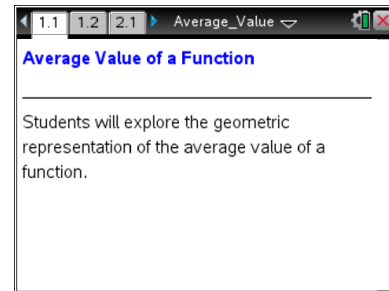 1.1 1.2 2.1 Average_Value
Average Value of a Function
Students will explore the geometric
representation of the average value of a
function.